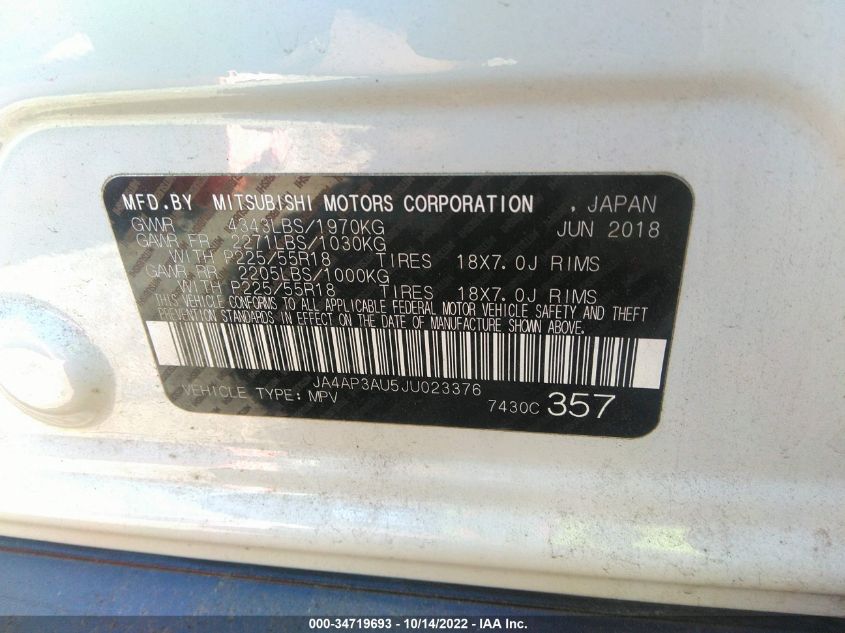 MFD.BY MITSUBISHI MOTORS CORPORATION , JAPAN
GVWR 4343LBS/1970KG JUN 2018
GAWR FR 2271LBS/1030KG
WITH P225/55R18 TIRES 18X7.0J RIMS
GAWR RR 2205LBS/1000KG
WITH P225/55R18 TIRES 18X7.0J RIMS
THIS VEHICLE CONFORMS TO ALL APPLICABLE FEDERAL MOTOR VEHICLE SAFETY AND THEFT
PREVENTION STANDARDS IN EFFECT ON THE DATE OF MANUFACTURE SHOWN ABOVE.
JA4AP3AU5JU023376
VEHICLE TYPE: MPV 7430C 357
000-34719693 - 10/14/2022 - IAA Inc.